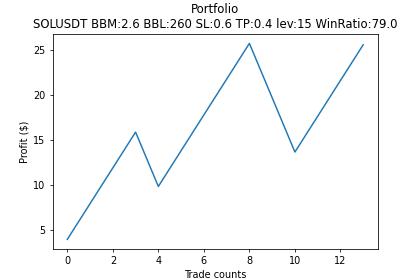 Portfolio
SOLUSDT BBM:2.6 BBL:260 SL:0.6 TP:0.4 lev:15 WinRatio:79.0
25
20
15
10
5
Profit ($)
0 2 4 6 8 10 12
Trade counts